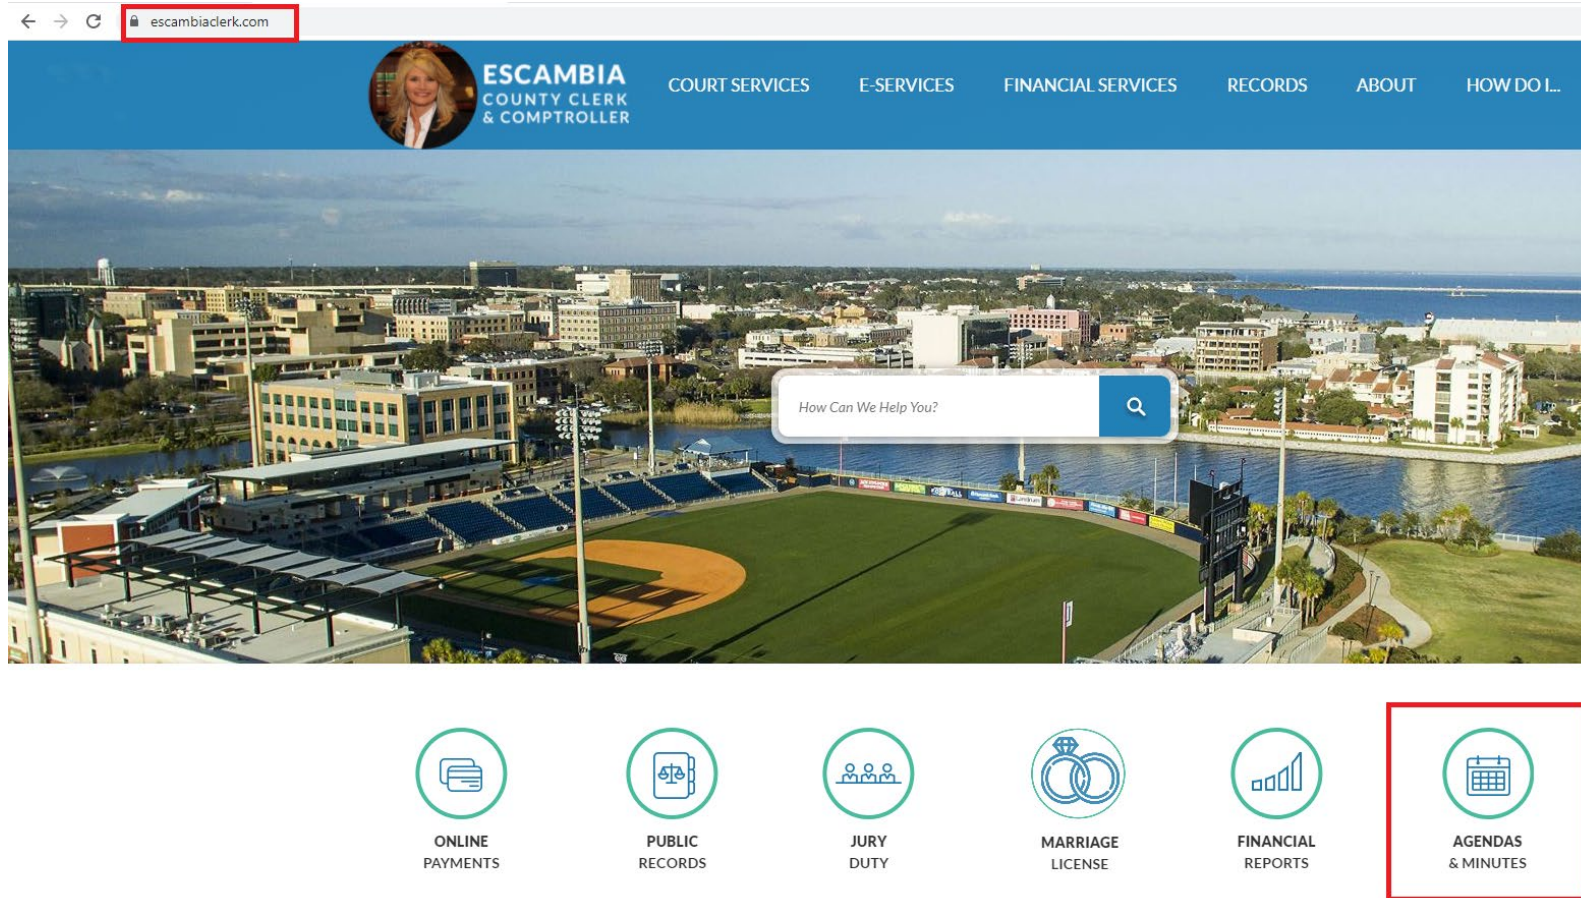 escambiaclerk.com
ESCAMBIA
COUNTY CLERK
& COMPTROLLER
COURT SERVICES
E-SERVICES
FINANCIAL SERVICES
RECORDS
ABOUT
HOW DO I...
How Can We Help You?
ONLINE
PAYMENTS
PUBLIC
RECORDS
JURY
DUTY
MARRIAGE
LICENSE
FINANCIAL
REPORTS
AGENDAS
& MINUTES